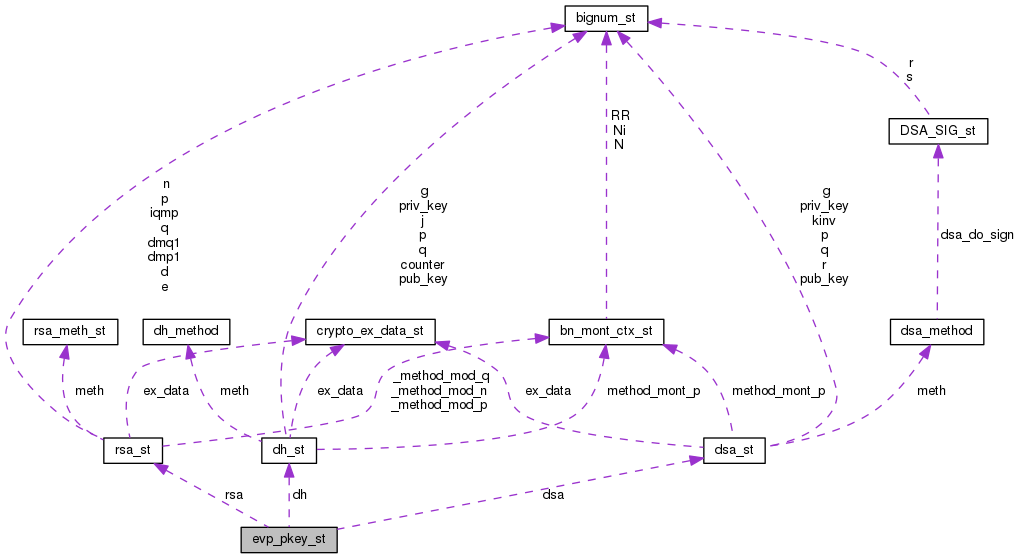 bignum_st
r
s
RR
Ni
N
DSA_SIG_st
n
p
iqmp
q
dmq1
dmp1
d
e
g
priv_key
j
p
q
counter
pub_key
g
priv_key
kinv
p
q
r
pub_key
dsa_do_sign
rsa_meth_st
dh_method
crypto_ex_data_st
bn_mont_ctx_st
dsa_method
meth
ex_data
meth
ex_data
_method_mod_q
_method_mod_n
_method_mod_p
ex_data
method_mont_p
method_mont_p
meth
rsa_st
dh_st
dsa_st
rsa
dh
dsa
evp_pkey_st